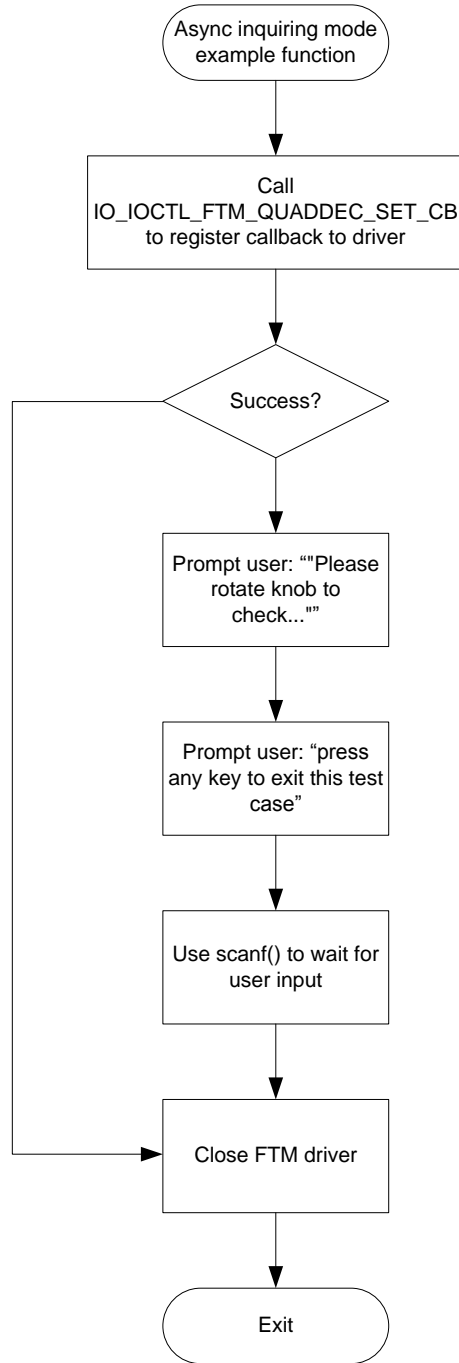 Async inquiring mode
example function
Call
IO_IOCTL_FTM_QUADDEC_SET_CB
to register callback to driver
Success?
Prompt user: “"Please
rotate knob to
check..."”
Prompt user: “press
any key to exit this test
case”
Use scanf() to wait for
user input
Close FTM driver
Exit